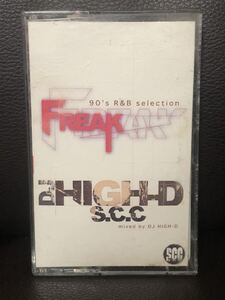 90's R&B selection
FREAK
DJ HIGH-D
S.C.C
mixed by DJ HIGH-D
SCC